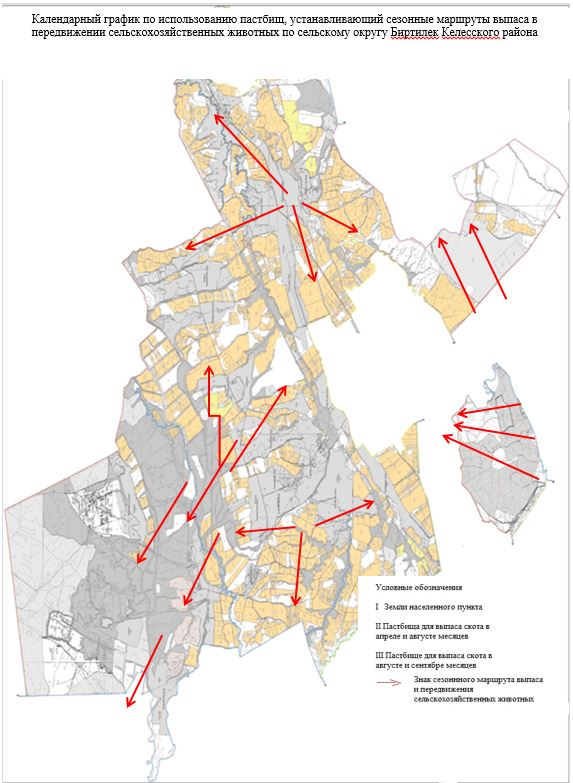 Календарный график по использованию пастбищ, устанавливающий сезонные маршруты выпаса в
передвижении сельскохозяйственных животных по сельскому округу Биртилек Келесского района
Условные обозначения
I Земли населенного пункта
II Пастбища для выпаса скота в
апреле и августе месяцев
III Пастбище для выпаса скота в
августе и сентябре месяцев
Знак сезоннного маршрута выпаса
и передвижения
сельскохозяйственных животных